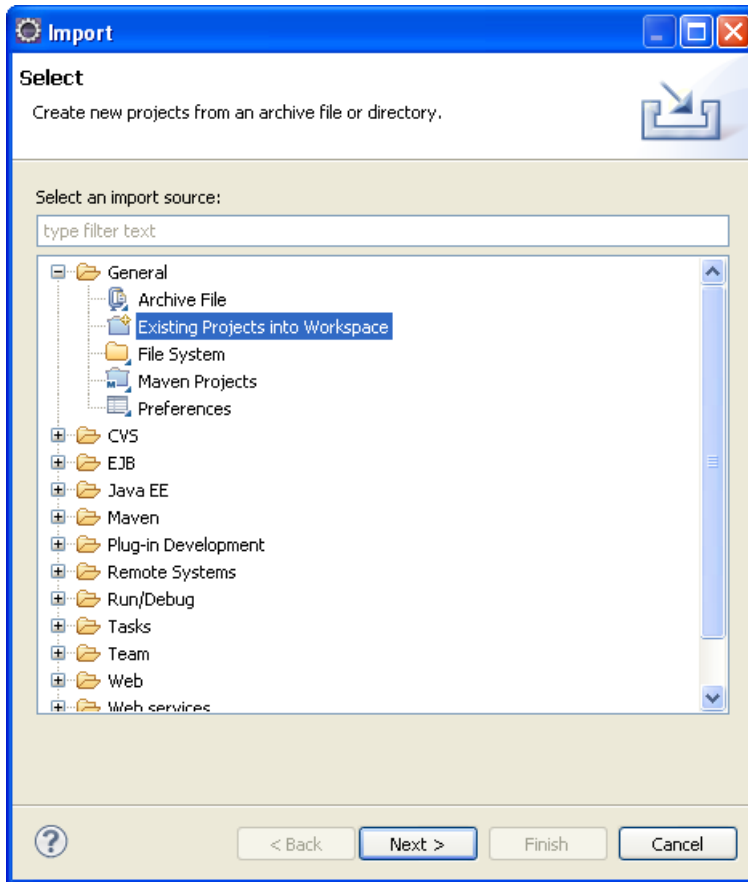 Import
Select
Create new projects from an archive file or directory.
Select an import source:
type filter text
General
Archive File
Existing Projects into Workspace
File System
Maven Projects
Preferences
CVS
EJB
Java EE
Maven
Plug-in Development
Remote Systems
Run/Debug
Tasks
Team
Web
Web services
< Back Next > Finish Cancel